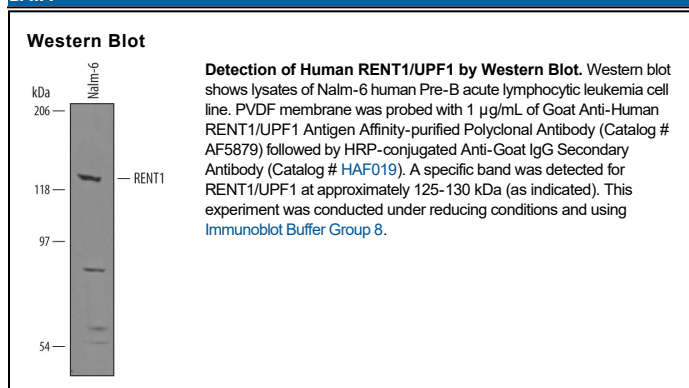 Western Blot
Nalm-6
kDa
206
RENT1
118
97
54
Detection of Human RENT1/UPF1 by Western Blot. Western blot
shows lysates of Nalm-6 human Pre-B acute lymphocytic leukemia cell
line. PVDF membrane was probed with 1 µg/mL of Goat Anti-Human
RENT1/UPF1 Antigen Affinity-purified Polyclonal Antibody (Catalog #
AF5879) followed by HRP-conjugated Anti-Goat IgG Secondary
Antibody (Catalog # HAF019). A specific band was detected for
RENT1/UPF1 at approximately 125-130 kDa (as indicated). This
experiment was conducted under reducing conditions and using
Immunoblot Buffer Group 8.